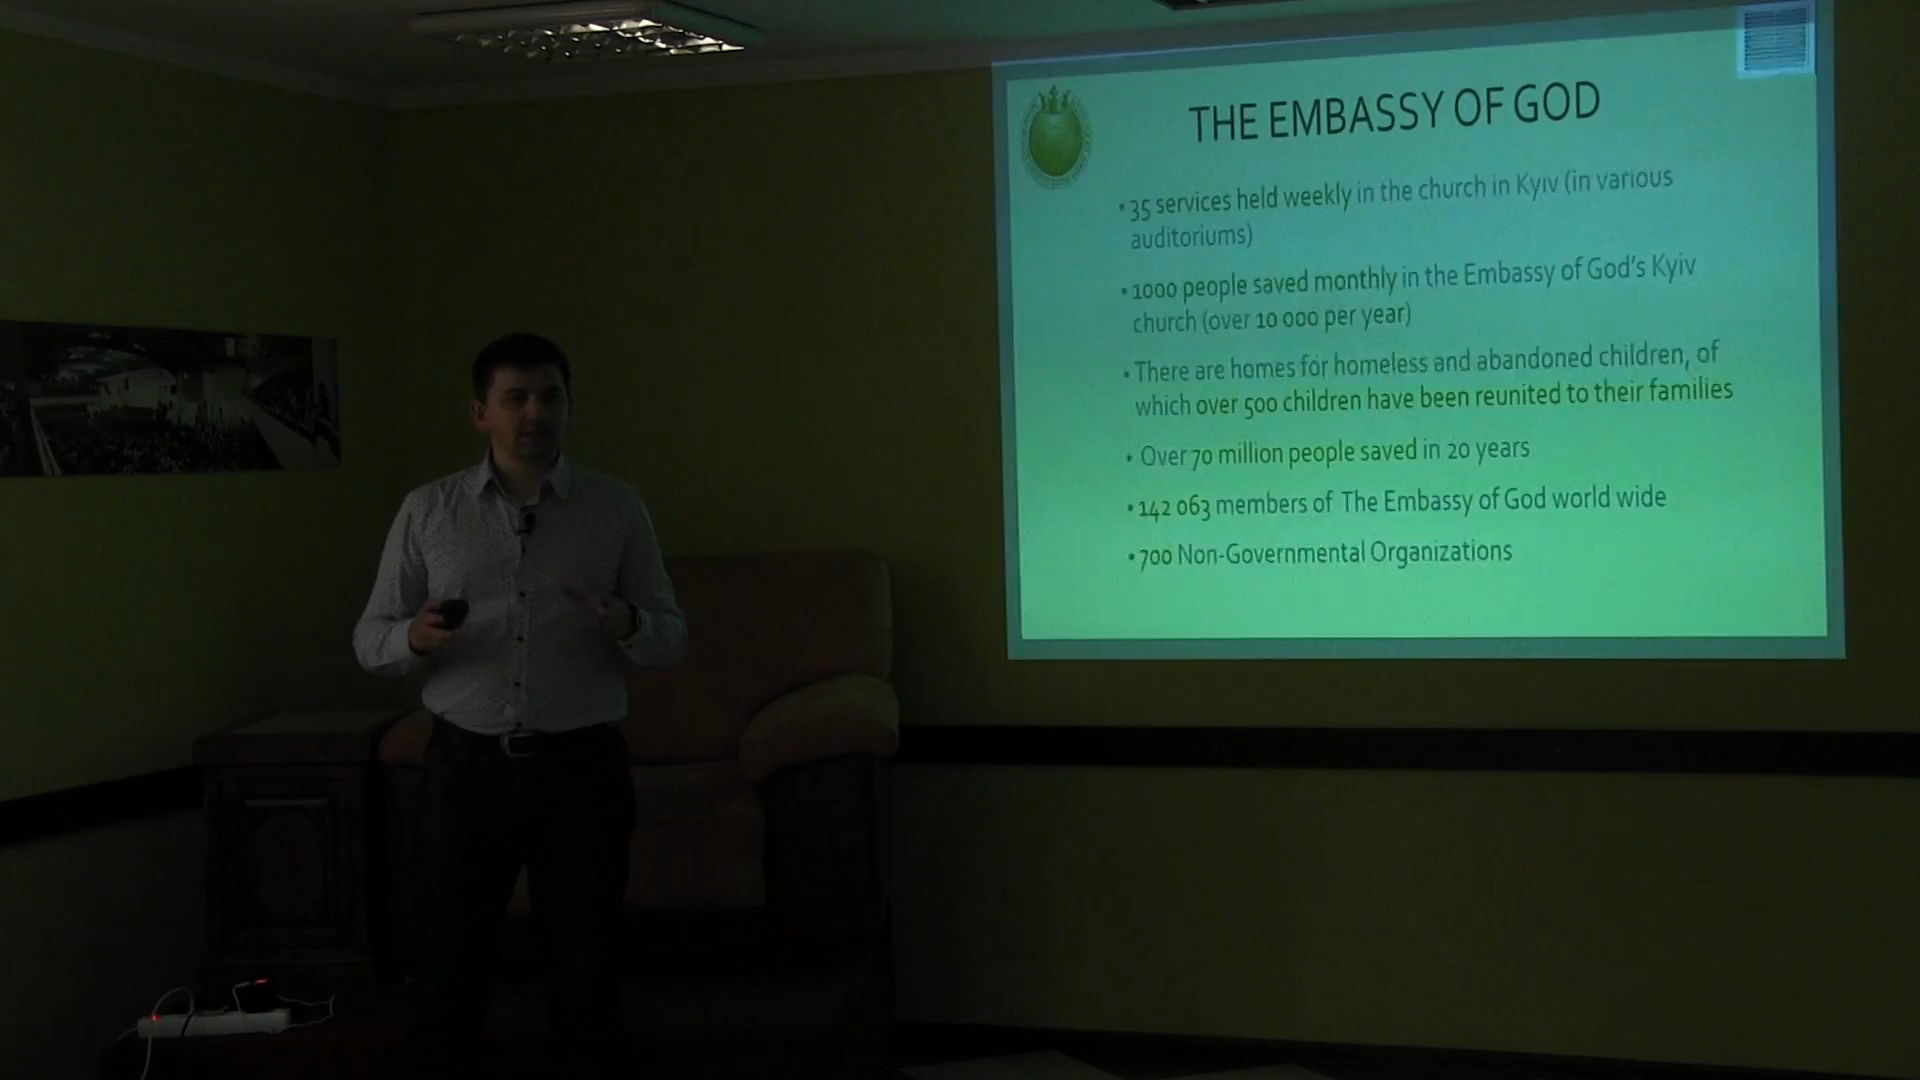 THE EMBASSY OF GOD
• 35 services held weekly in the church in Kyiv (in various
auditoriums)
• 1000 people saved monthly in the Embassy of God's Kyiv
church (over 10 000 per year)
• There are homes for homeless and abandoned children, of
which over 500 children have been reunited to their families
• Over 70 million people saved in 20 years
• 142 063 members of The Embassy of God world wide
• 700 Non-Governmental Organizations